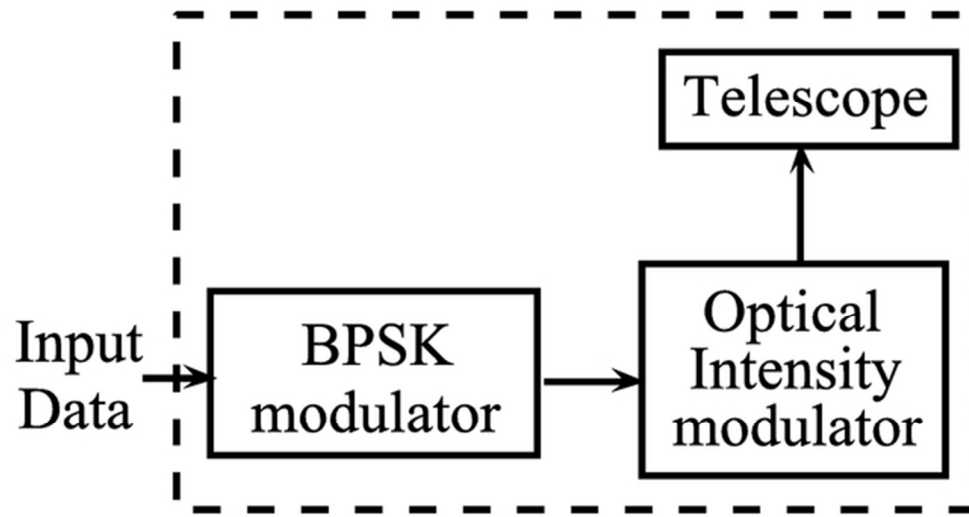 Telescope
Input
Data
BPSK
modulator
Optical
Intensity
modulator